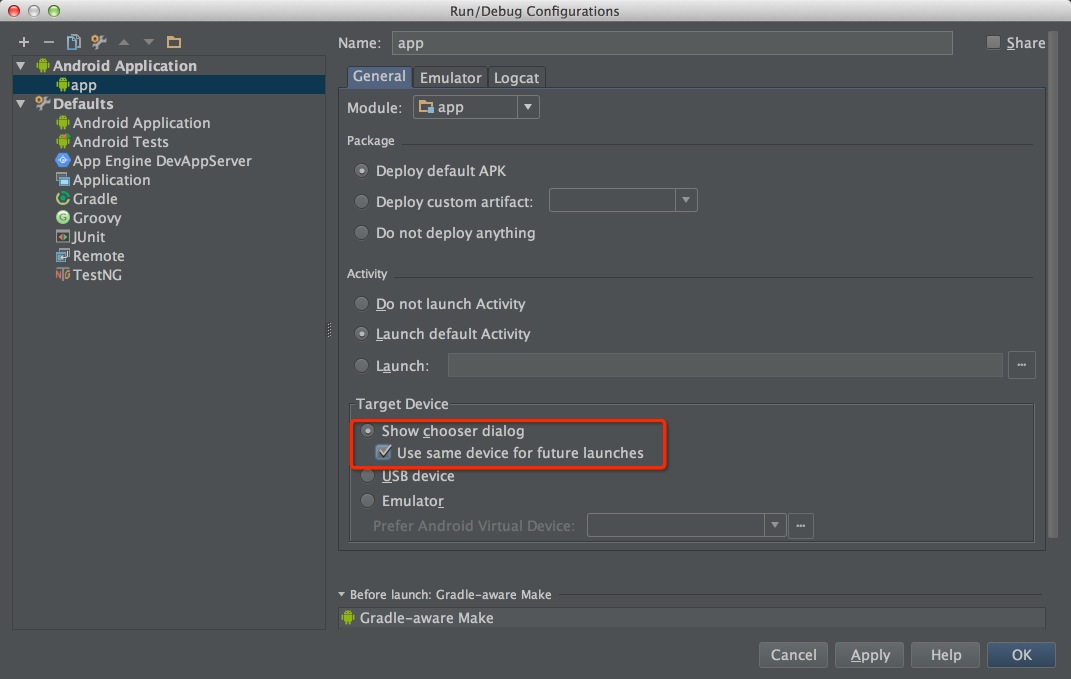 Run/Debug Configurations
Name: app
Share
Android Application
app
Defaults
Android Application
Android Tests
App Engine DevAppServer
Application
Gradle
Groovy
JUnit
Remote
TestNG
General Emulator Logcat
Module: app
Package
Deploy default APK
Deploy custom artifact:
Do not deploy anything
Activity
Do not launch Activity
Launch default Activity
Launch:
...
Target Device
Show chooser dialog
Use same device for future launches
USB device
Emulator
Prefer Android Virtual Device: ...
Before launch: Gradle-aware Make
Gradle-aware Make
Cancel Apply Help OK